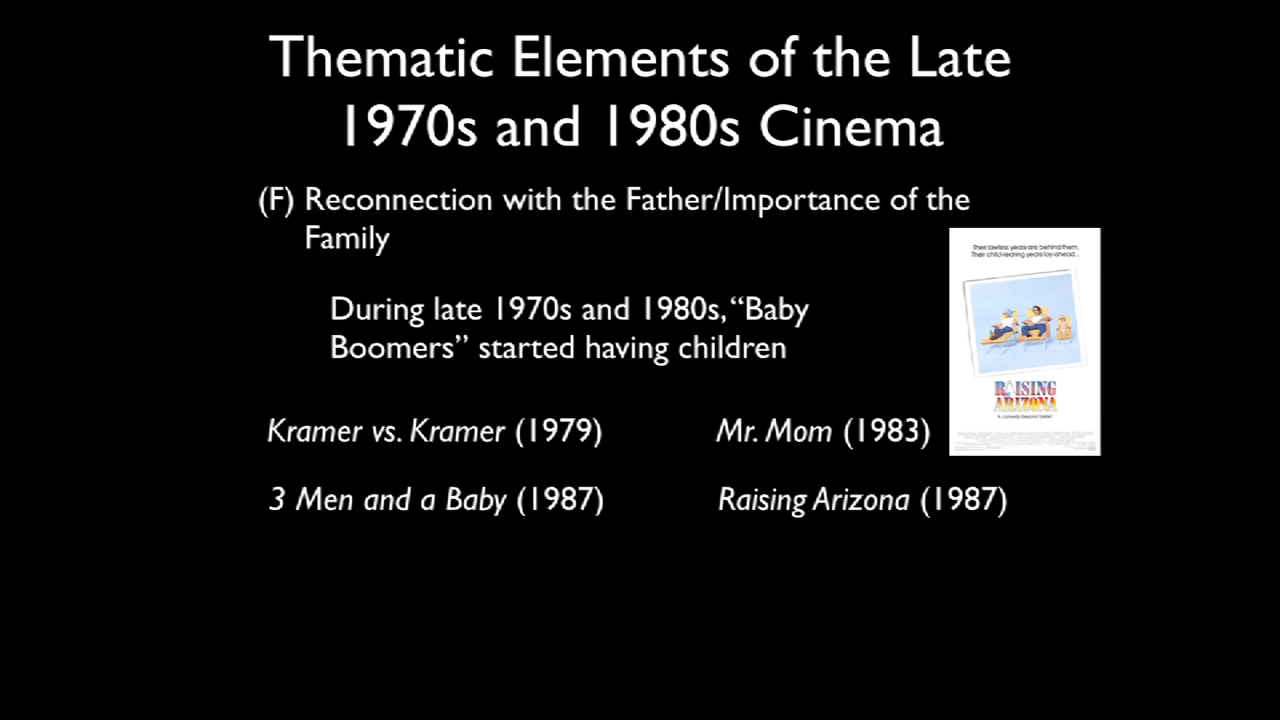 Thematic Elements of the Late
1970s and 1980s Cinema
(F) Reconnection with the Father/Importance of the
Family
During late 1970s and 1980s, “Baby
Boomers” started having children
Kramer vs. Kramer (1979)
Mr. Mom (1983)
3 Men and a Baby (1987)
Raising Arizona (1987)
Their lawless years are behind them.
Their child-rearing years lay ahead...
RAISING
ARIZONA
A comedy beyond belief.